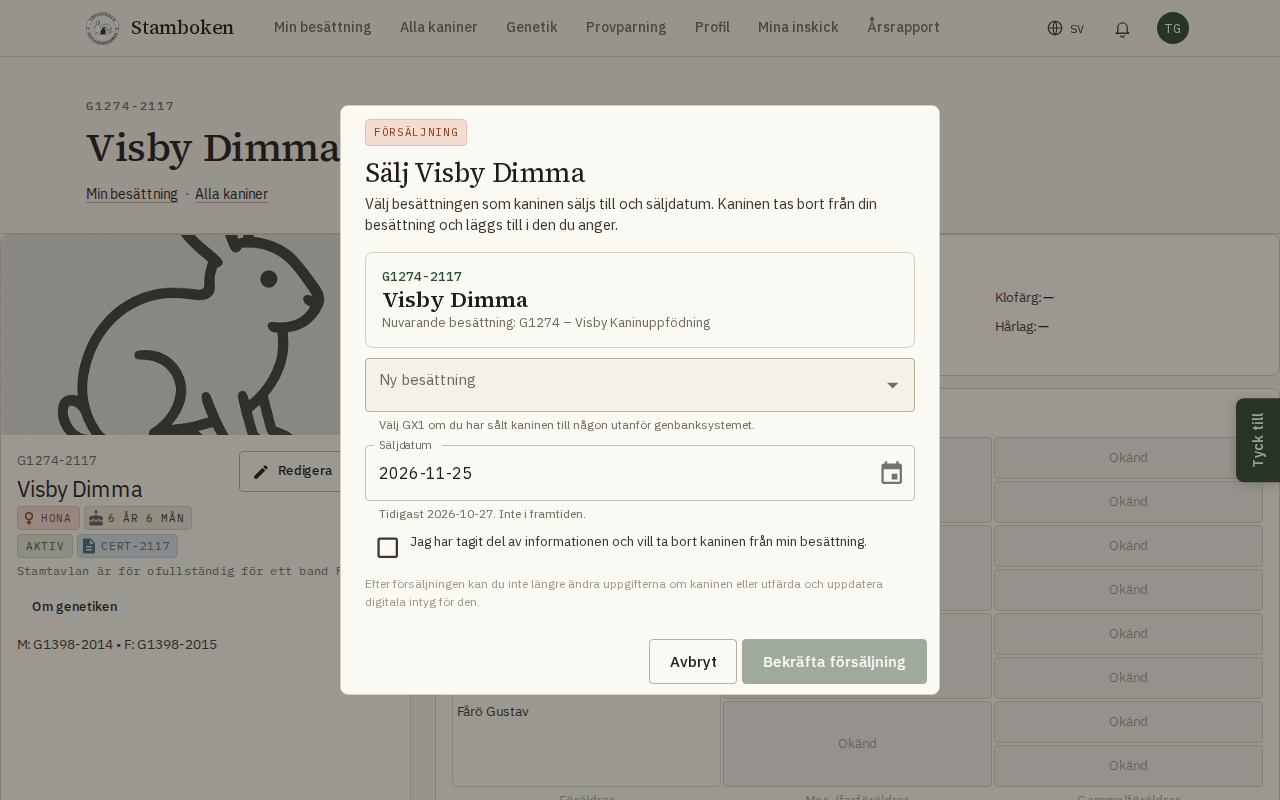 Stamboken
Min besättning
Alla kaniner
Genetik
Provparning
Profil
Mina inskick
Årsrapport
SV
TG
G1274-2117
Visby Dimma
Min besättning · Alla kaniner
FÖRSÄLJNING
Sälj Visby Dimma
Välj besättningen som kaninen säljs till och säljdatum. Kaninen tas bort från din
besättning och läggs till i den du anger.
G1274-2117
Visby Dimma
Nuvarande besättning: G1274 – Visby Kaninuppfödning
Ny besättning
Välj GX1 om du har sålt kaninen till någon utanför genbanksystemet.
Säljdatum
2026-11-25
Tidigast 2026-10-27. Inte i framtiden.
Jag har tagit del av informationen och vill ta bort kaninen från min besättning.
Efter försäljningen kan du inte längre ändra uppgifterna om kaninen eller utfärda och uppdatera
digitala intyg för den.
Avbryt
Bekräfta försäljning
G1274-2117
Visby Dimma
Redigera
HONA
6 ÅR 6 MÅN
AKTIV
CERT-2117
Stamtavlan är för ofullständig för ett band
Om genetiken
M: G1398-2014 • F: G1398-2015
Klofärg: —
Hårlag: —
Tyck till
Okänd
Okänd
Okänd
Okänd
Okänd
Okänd
Okänd
Okänd
Fårö Gustav
Okänd
Föräldrar
Mor-/farföräldrar
Gammelföräldrar